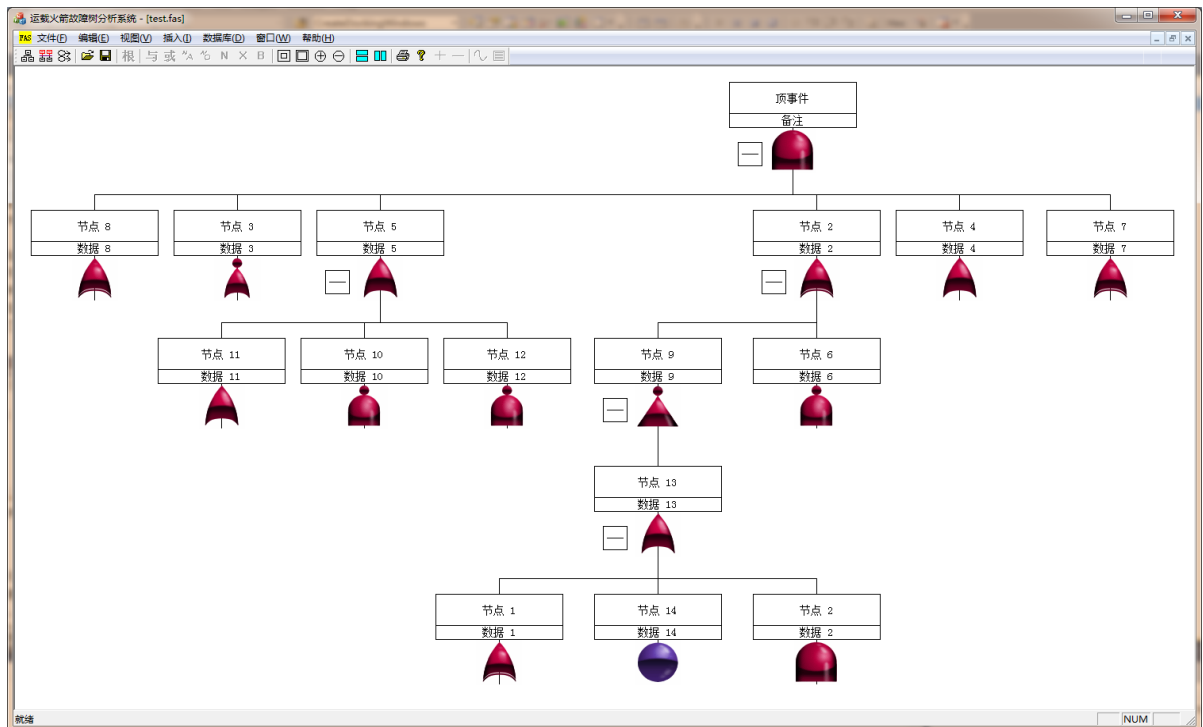 运载火箭故障树分析系统 - [test.fas]
FAS 文件(F) 编辑(E) 视图(V) 插入(I) 数据库(D) 窗口(W) 帮助(H)
根 与 或 N X B
顶事件
备注
节点 8 节点 3 节点 5 节点 2 节点 4 节点 7
数据 8 数据 3 数据 5 数据 2 数据 4 数据 7
节点 11 节点 10 节点 12 节点 9 节点 6
数据 11 数据 10 数据 12 数据 9 数据 6
节点 13
数据 13
节点 1 节点 14 节点 2
数据 1 数据 14 数据 2
就绪 NUM